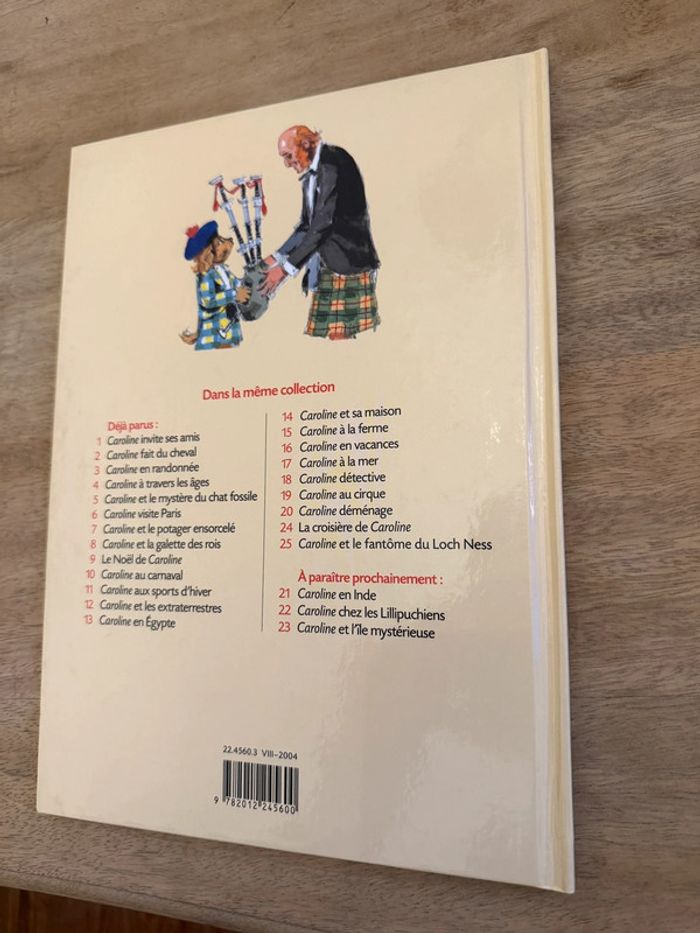 Dans la même collection
Déjà parus :
1 Caroline invite ses amis
2 Caroline fait du cheval
3 Caroline en randonnée
4 Caroline à travers les âges
5 Caroline et le mystère du chat fossile
6 Caroline visite Paris
7 Caroline et le potager ensorcelé
8 Caroline et la galette des rois
9 Le Noël de Caroline
10 Caroline au carnaval
11 Caroline aux sports d'hiver
12 Caroline et les extraterrestres
13 Caroline en Égypte
14 Caroline et sa maison
15 Caroline à la ferme
16 Caroline en vacances
17 Caroline à la mer
18 Caroline détective
19 Caroline au cirque
20 Caroline déménage
24 La croisière de Caroline
25 Caroline et le fantôme du Loch Ness
À paraître prochainement :
21 Caroline en Inde
22 Caroline chez les Lillipuchiens
23 Caroline et l'île mystérieuse
22.4560.3 VIII-2004
9 782012 245600